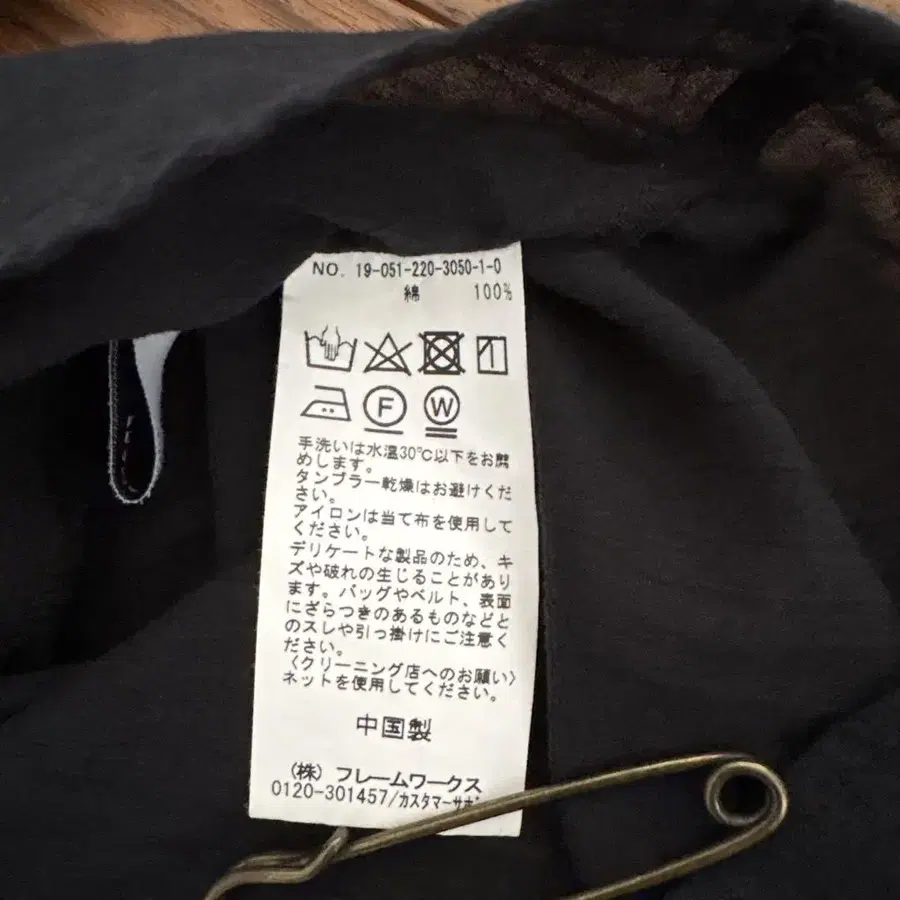 NO. 19-051-220-3050-1-0
綿 100%
F W
手洗いは水温30℃以下をお奨
めします。
タンブラー乾燥はお避けくだ
さい。
アイロンは当て布を使用して
ください。
デリケートな製品のため、キ
ズや破れの生じることがあり
ます。バッグやベルト、表面
にざらつきのあるものなどと
のスレや引っ掛けにご注意く
ださい。
〈クリーニング店へのお願い〉
ネットを使用してください。
中国製
(株) フレームワークス
0120-301457/カスタマーサポ